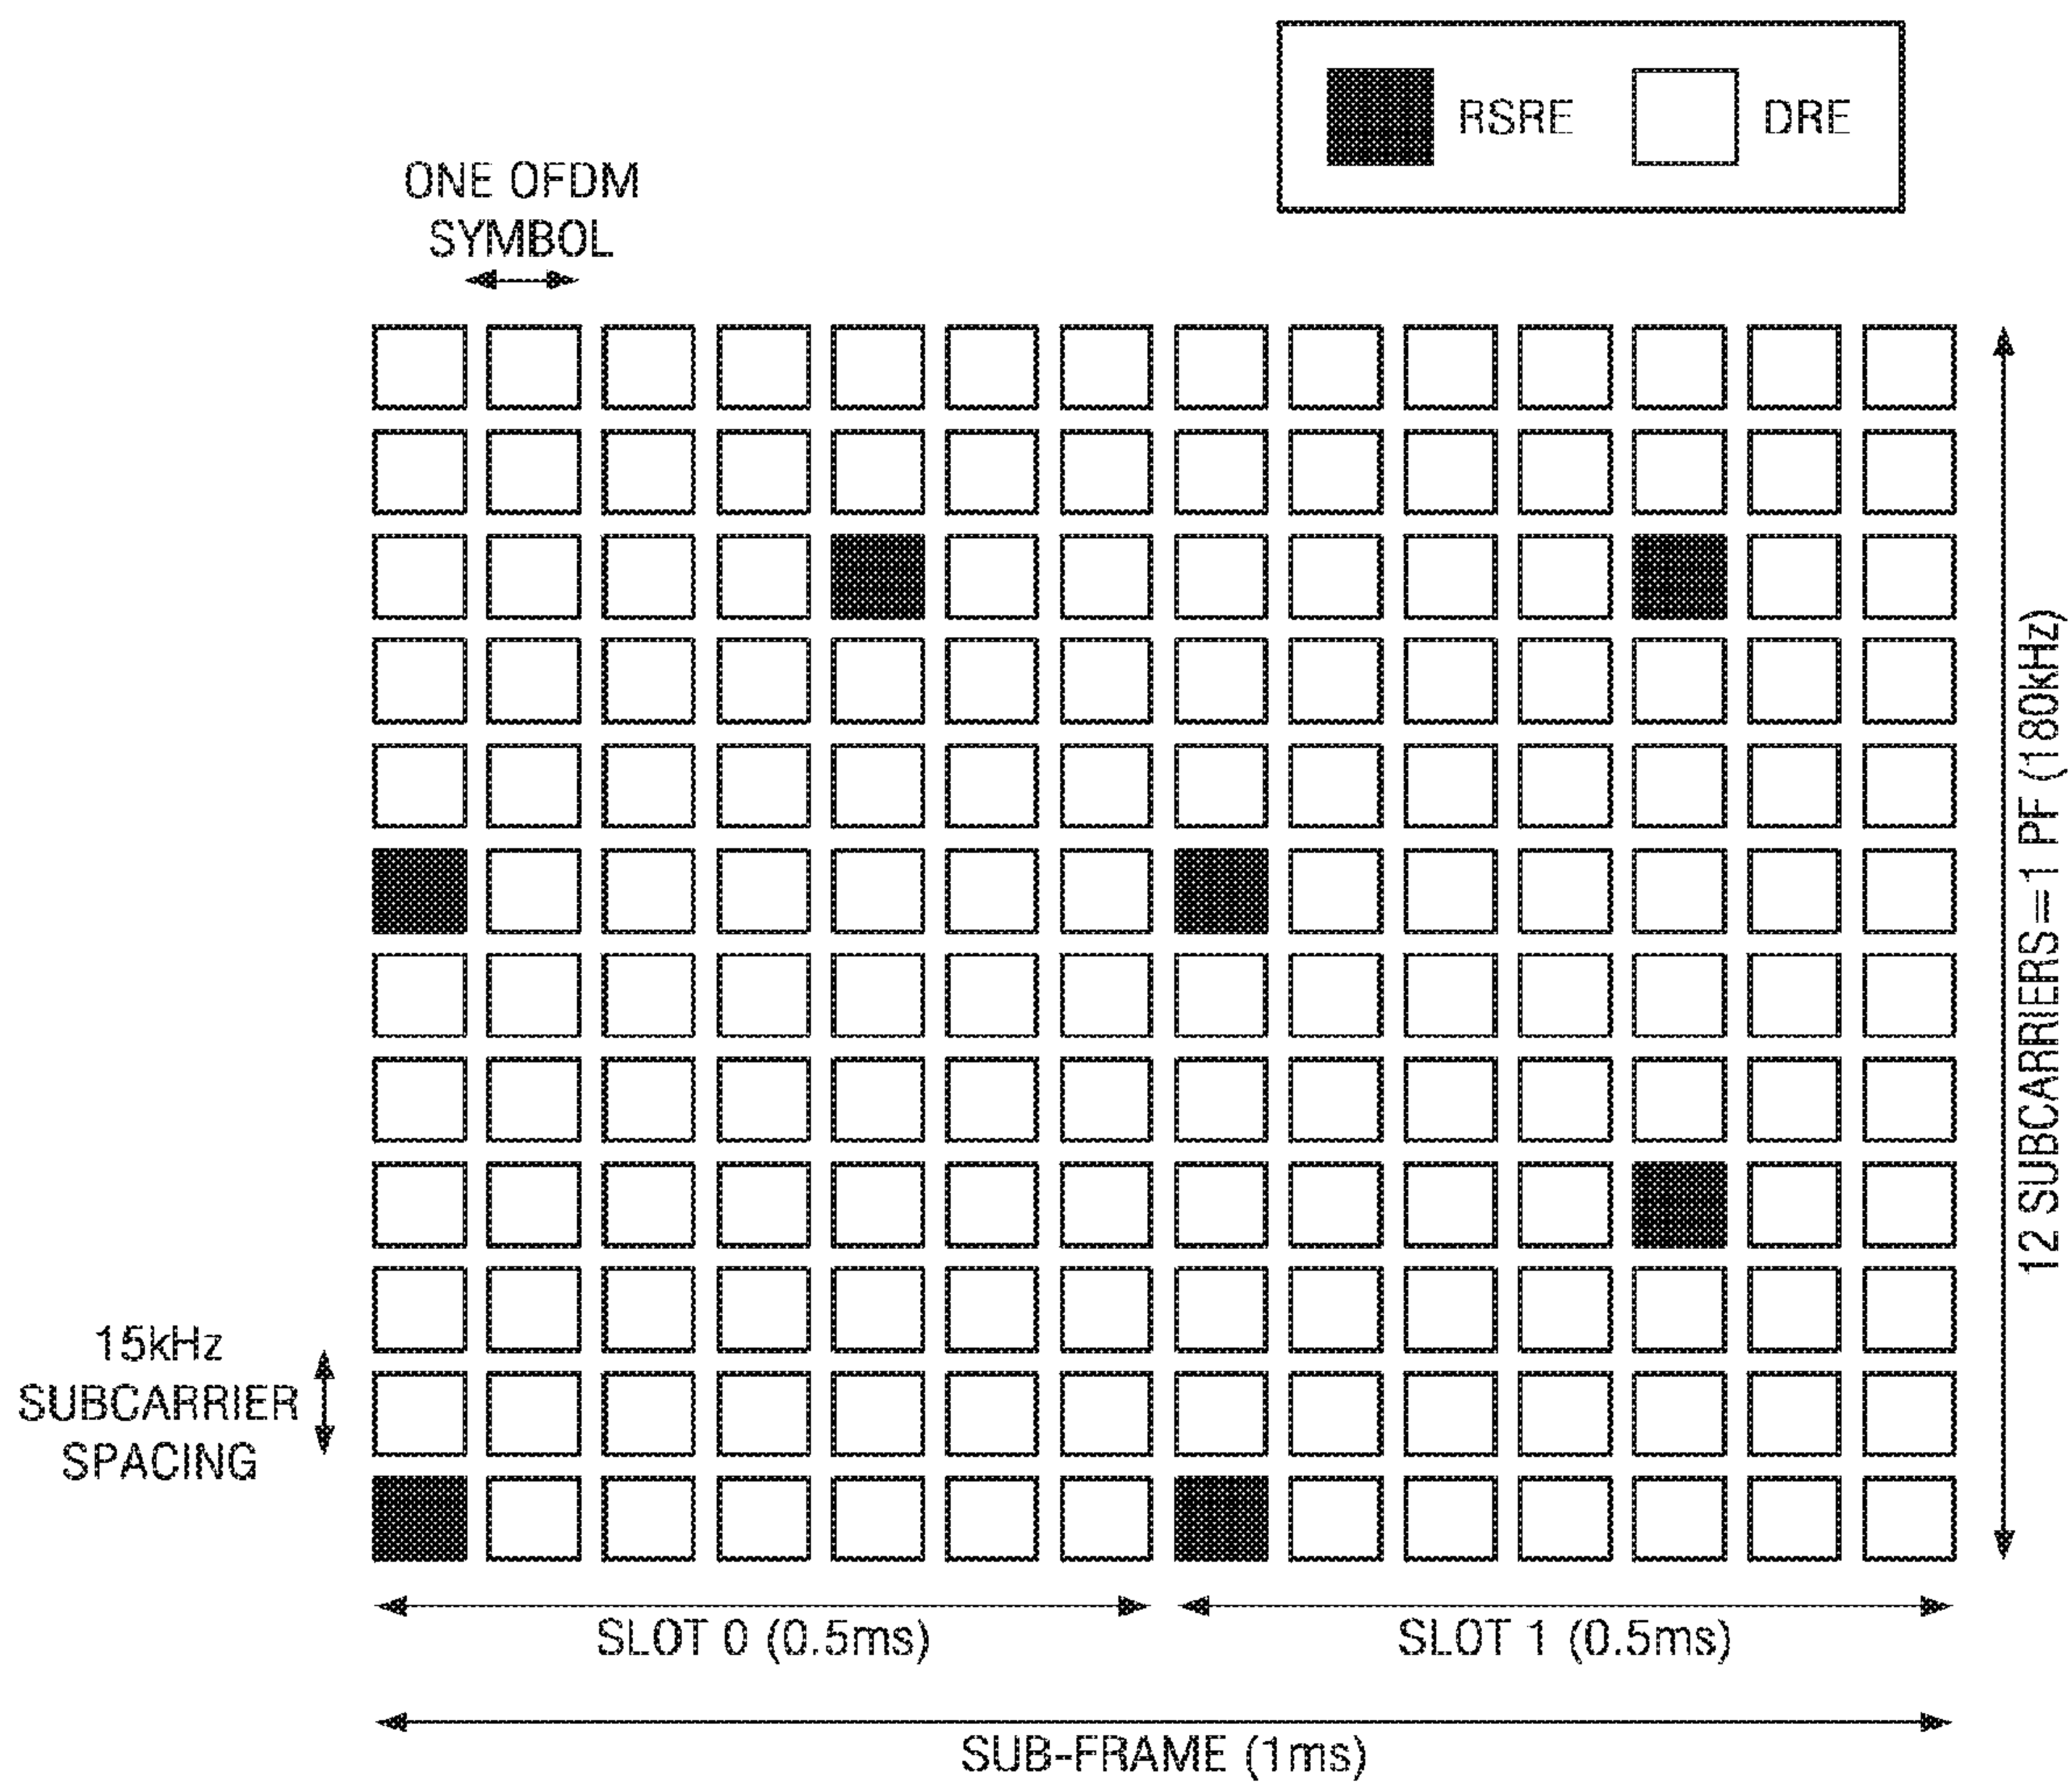 RSRE
DRE
ONE OFDM
SYMBOL
12 SUBCARRIERS=1 PF (180kHz)
15kHz
SUBCARRIER
SPACING
SLOT 0 (0.5ms)
SLOT 1 (0.5ms)
SUB-FRAME (1ms)